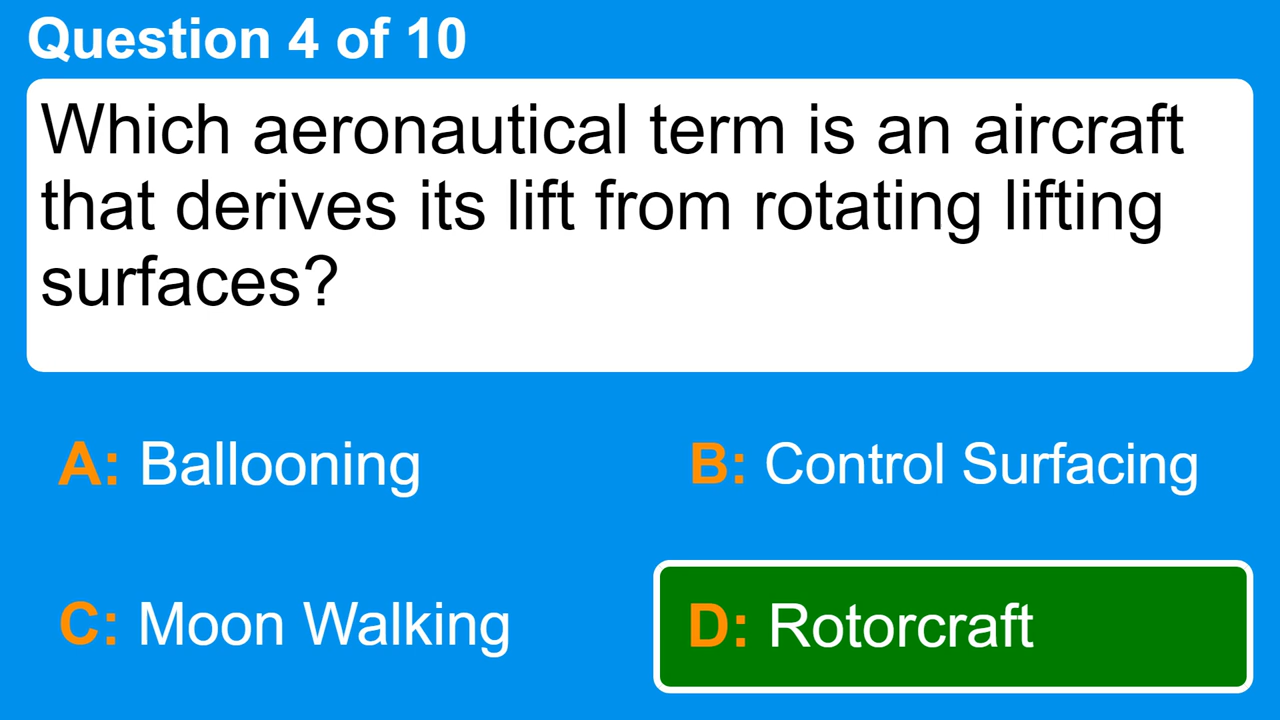 Question 4 of 10
Which aeronautical term is an aircraft
that derives its lift from rotating lifting
surfaces?
A: Ballooning
B: Control Surfacing
C: Moon Walking
D: Rotorcraft